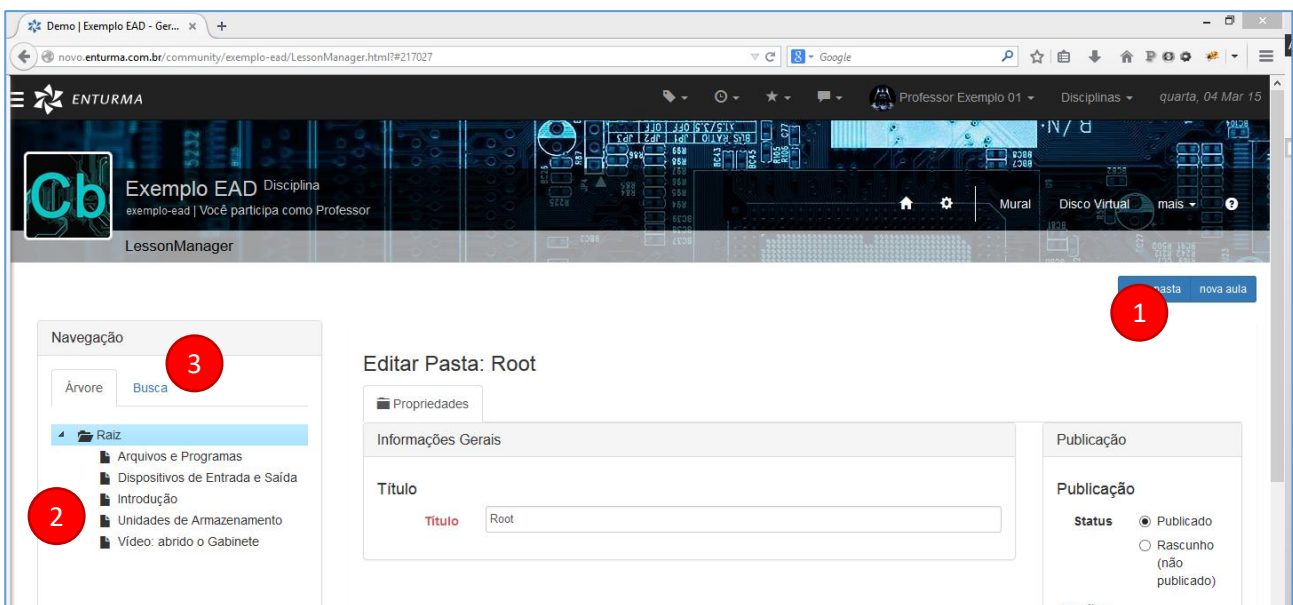 Demo | Exemplo EAD - Ger... × +
novo.enturma.com.br/community/exemplo-ead/LessonManager.html?#217027 Google
ENTURMA Professor Exemplo 01 Disciplinas quarta, 04 Mar 15
Cb
Exemplo EAD Disciplina
exemplo-ead | Você participa como Professor
Mural Disco Virtual mais
LessonManager
pasta nova aula
1
Navegação
3
Árvore Busca
Editar Pasta: Root
Propriedades
Raiz
Informações Gerais
Publicação
Arquivos e Programas
Dispositivos de Entrada e Saída
Introdução
2
Unidades de Armazenamento
Vídeo: abrido o Gabinete
Título
Título Root
Publicação
Status Publicado
Rascunho
(não
publicado)